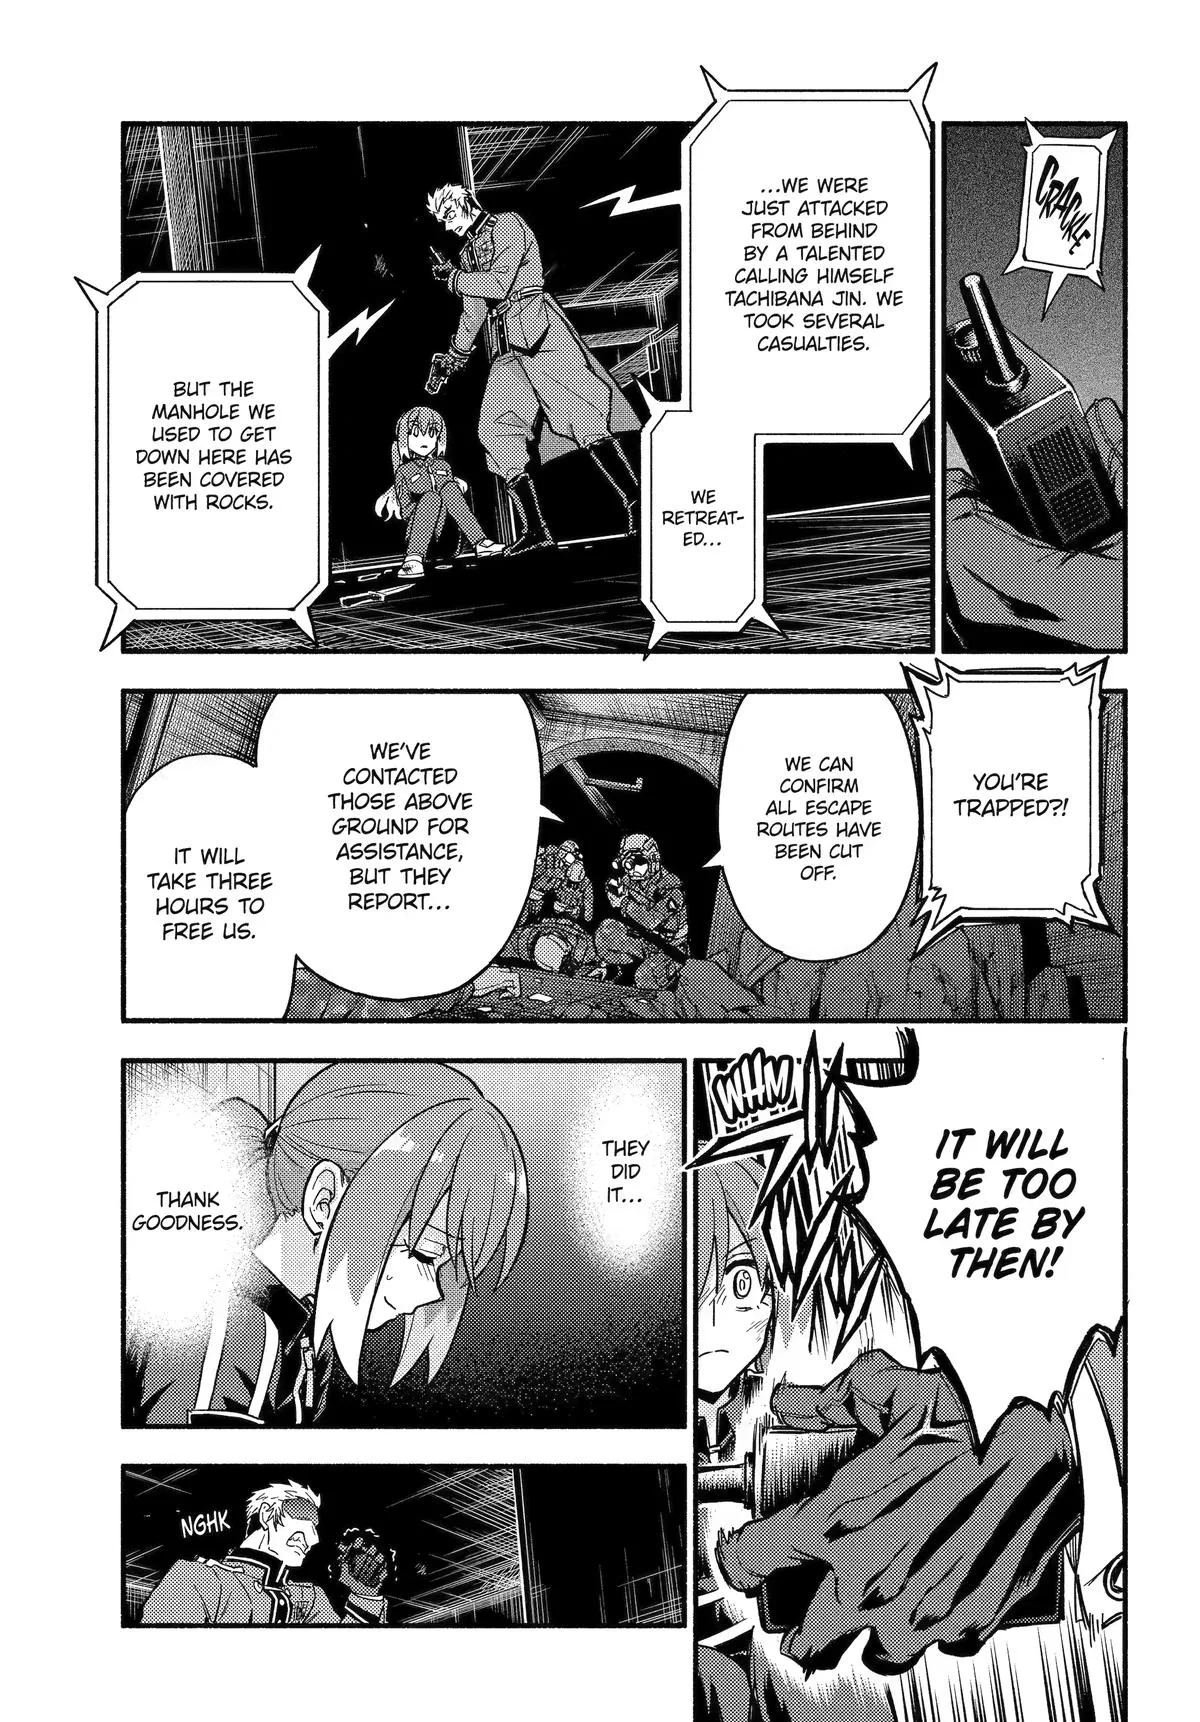 CRACKLE
...WE WERE
JUST ATTACKED
FROM BEHIND
BY A TALENTED
CALLING HIMSELF
TACHIBANA JIN. WE
TOOK SEVERAL
CASUALTIES.
WE
RETREAT-
ED...
BUT THE
MANHOLE WE
USED TO GET
DOWN HERE HAS
BEEN COVERED
WITH ROCKS.
YOU'RE
TRAPPED?!
WE CAN
CONFIRM
ALL ESCAPE
ROUTES HAVE
BEEN CUT
OFF.
WE'VE
CONTACTED
THOSE ABOVE
GROUND FOR
ASSISTANCE,
BUT THEY
REPORT...
IT WILL
TAKE THREE
HOURS TO
FREE US.
IT WILL
BE TOO
LATE BY
THEN!
WHM
THEY
DID
IT...
THANK
GOODNESS.
NGHK